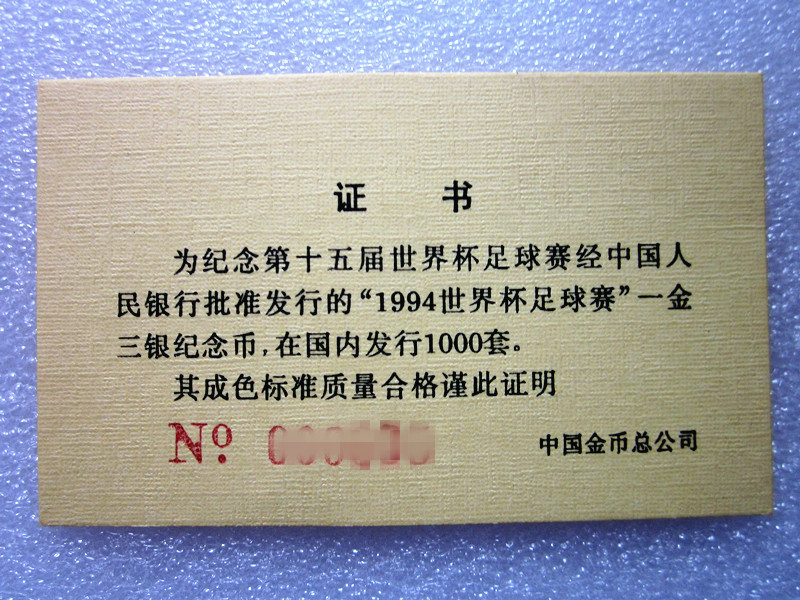 证 书
为纪念第十五届世界杯足球赛经中国人
民银行批准发行的“1994世界杯足球赛”一金
三银纪念币,在国内发行1000套。
其成色标准质量合格谨此证明
Nº
中国金币总公司